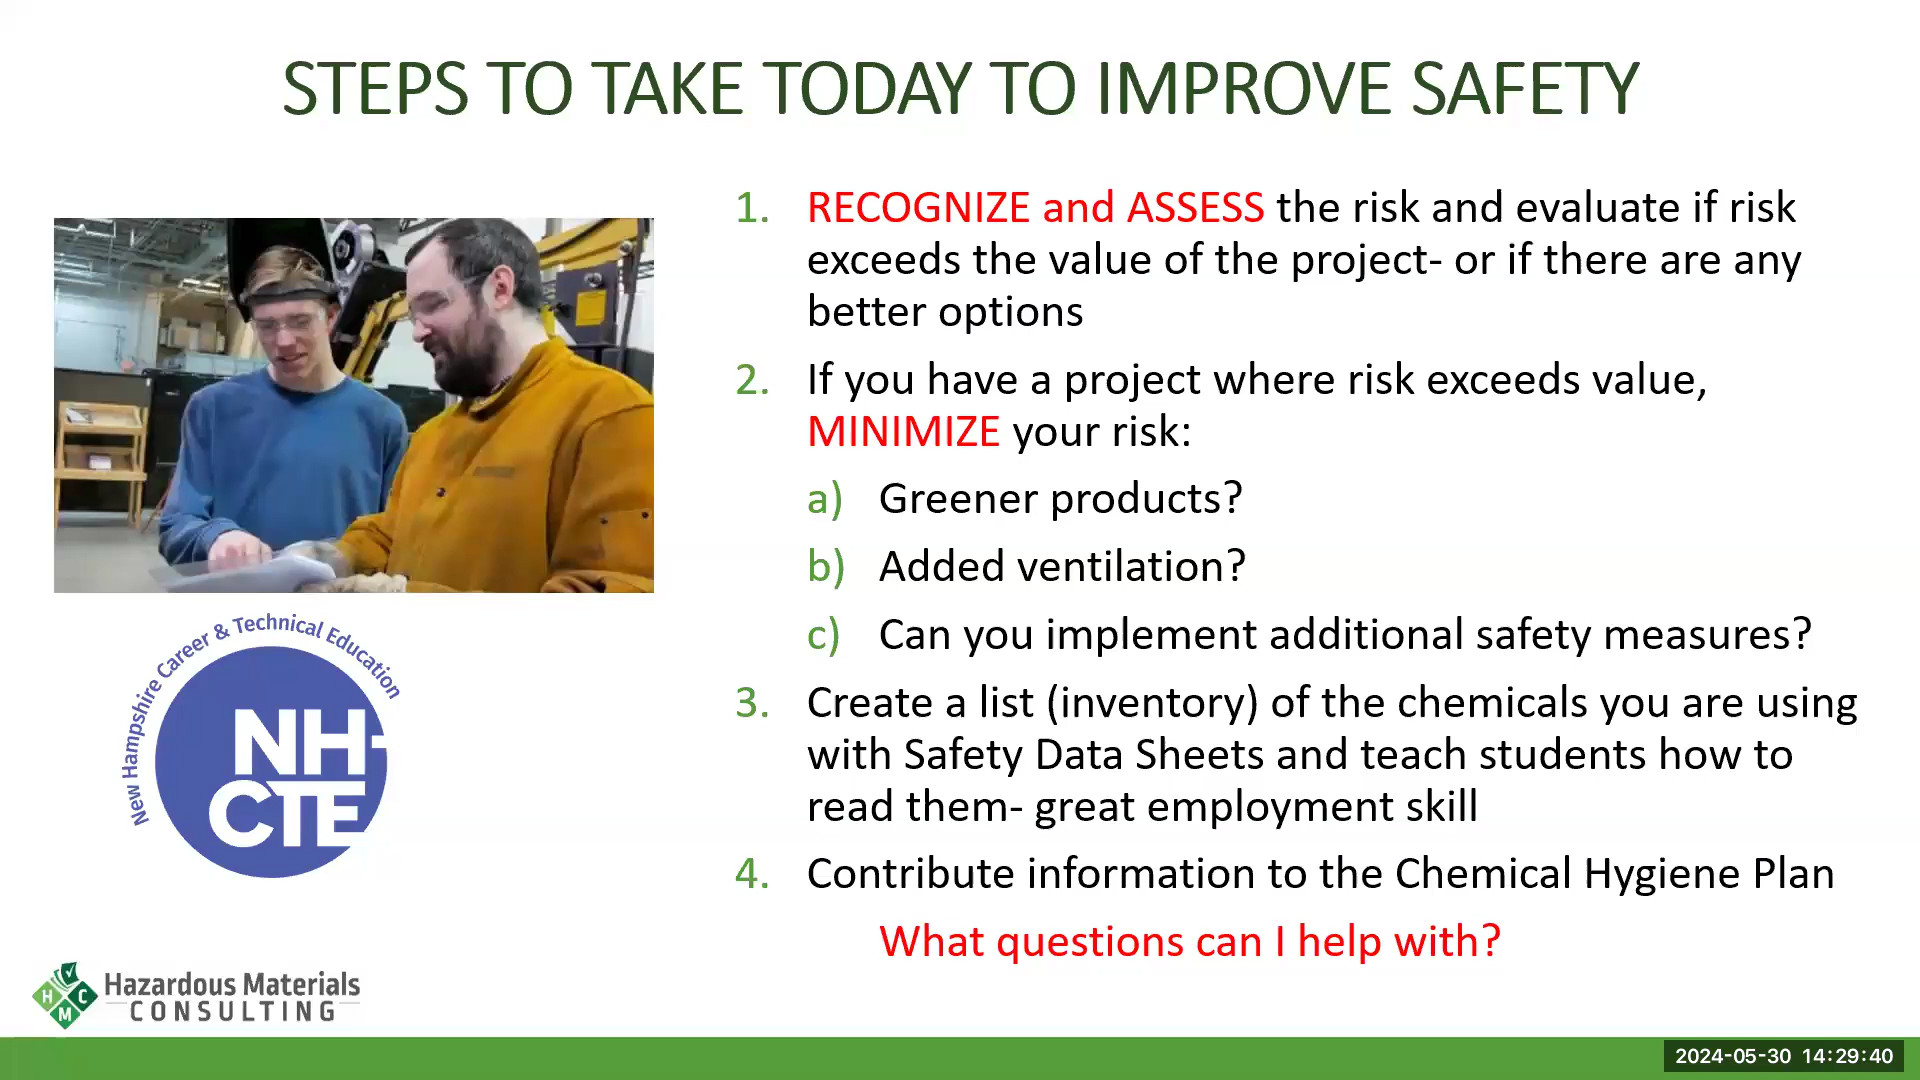 STEPS TO TAKE TODAY TO IMPROVE SAFETY
1. RECOGNIZE and ASSESS the risk and evaluate if risk
exceeds the value of the project- or if there are any
better options
2. If you have a project where risk exceeds value,
MINIMIZE your risk:
a) Greener products?
b) Added ventilation?
c) Can you implement additional safety measures?
3. Create a list (inventory) of the chemicals you are using
with Safety Data Sheets and teach students how to
read them- great employment skill
4. Contribute information to the Chemical Hygiene Plan
What questions can I help with?
New Hampshire Career & Technical Education
NH-
CTE
H C
M
Hazardous Materials
CONSULTING
2024-05-30 14:29:40